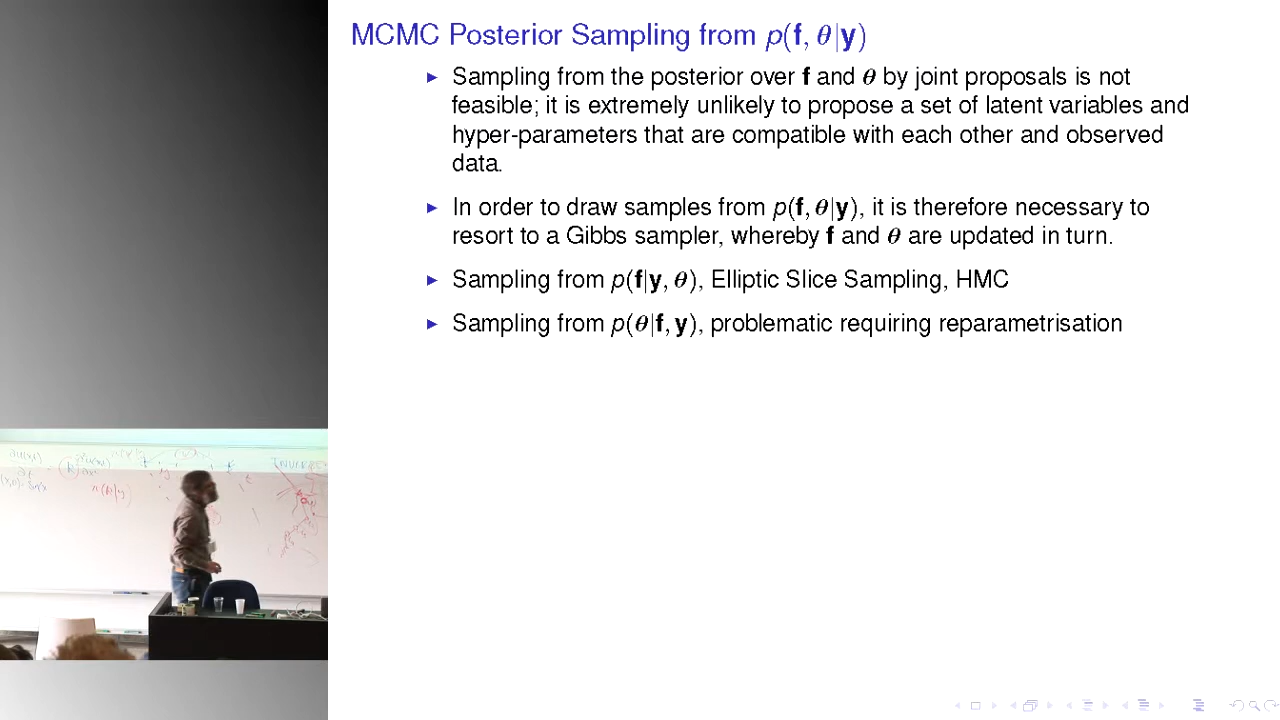 MCMC Posterior Sampling from p(f, θ|y)
▶ Sampling from the posterior over f and θ by joint proposals is not
feasible; it is extremely unlikely to propose a set of latent variables and
hyper-parameters that are compatible with each other and observed
data.
▶ In order to draw samples from p(f, θ|y), it is therefore necessary to
resort to a Gibbs sampler, whereby f and θ are updated in turn.
▶ Sampling from p(f|y, θ), Elliptic Slice Sampling, HMC
▶ Sampling from p(θ|f, y), problematic requiring reparametrisation